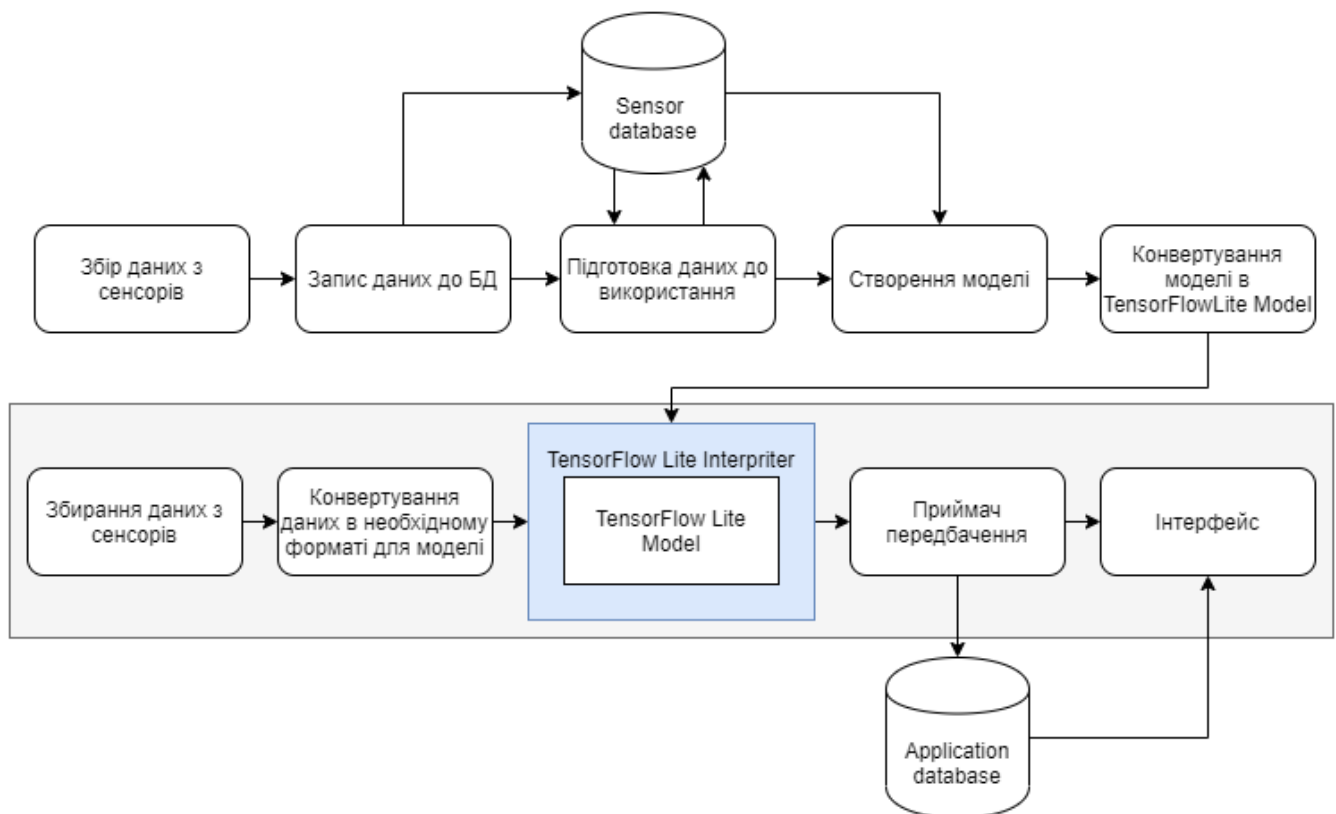 Sensor
database
Збір даних з
сенсорів
Запис даних до БД
Підготовка даних до
використання
Створення моделі
Конвертування
моделі в
TensorFlowLite Model
TensorFlow Lite Interpriter
Збирання даних з
сенсорів
Конвертування
даних в необхідному
форматі для моделі
TensorFlow Lite
Model
Приймач
передбачення
Інтерфейс
Application
database